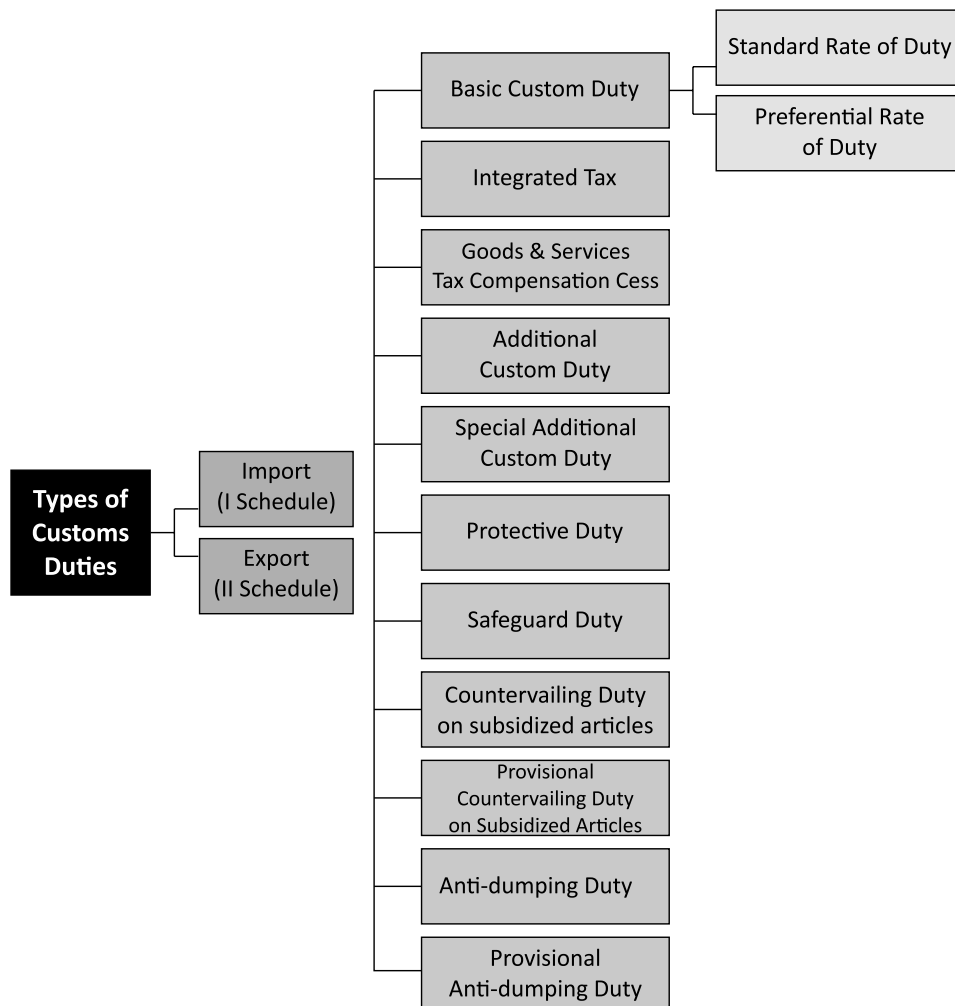 Types of
Customs
Duties
Import
(I Schedule)
Export
(II Schedule)
Basic Custom Duty
Standard Rate of Duty
Preferential Rate
of Duty
Integrated Tax
Goods & Services
Tax Compensation Cess
Additional
Custom Duty
Special Additional
Custom Duty
Protective Duty
Safeguard Duty
Countervailing Duty
on subsidized articles
Provisional
Countervailing Duty
on Subsidized Articles
Anti-dumping Duty
Provisional
Anti-dumping Duty